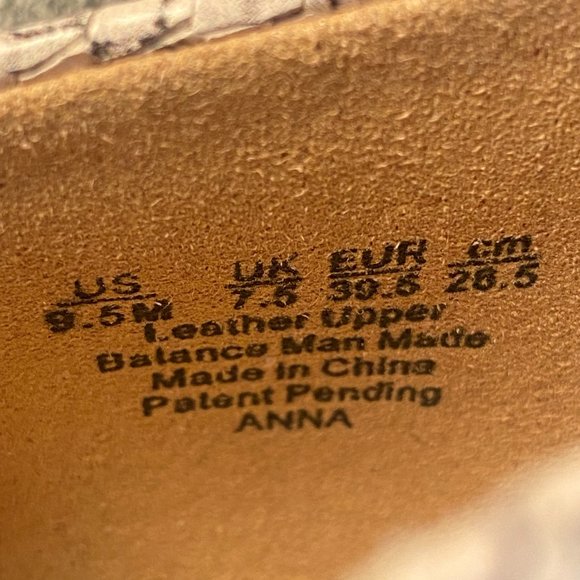 US UK EUR cm
9.5M 7.5 39.5 26.5
Leather Upper
Balance Man Made
Made In China
Patent Pending
ANNA